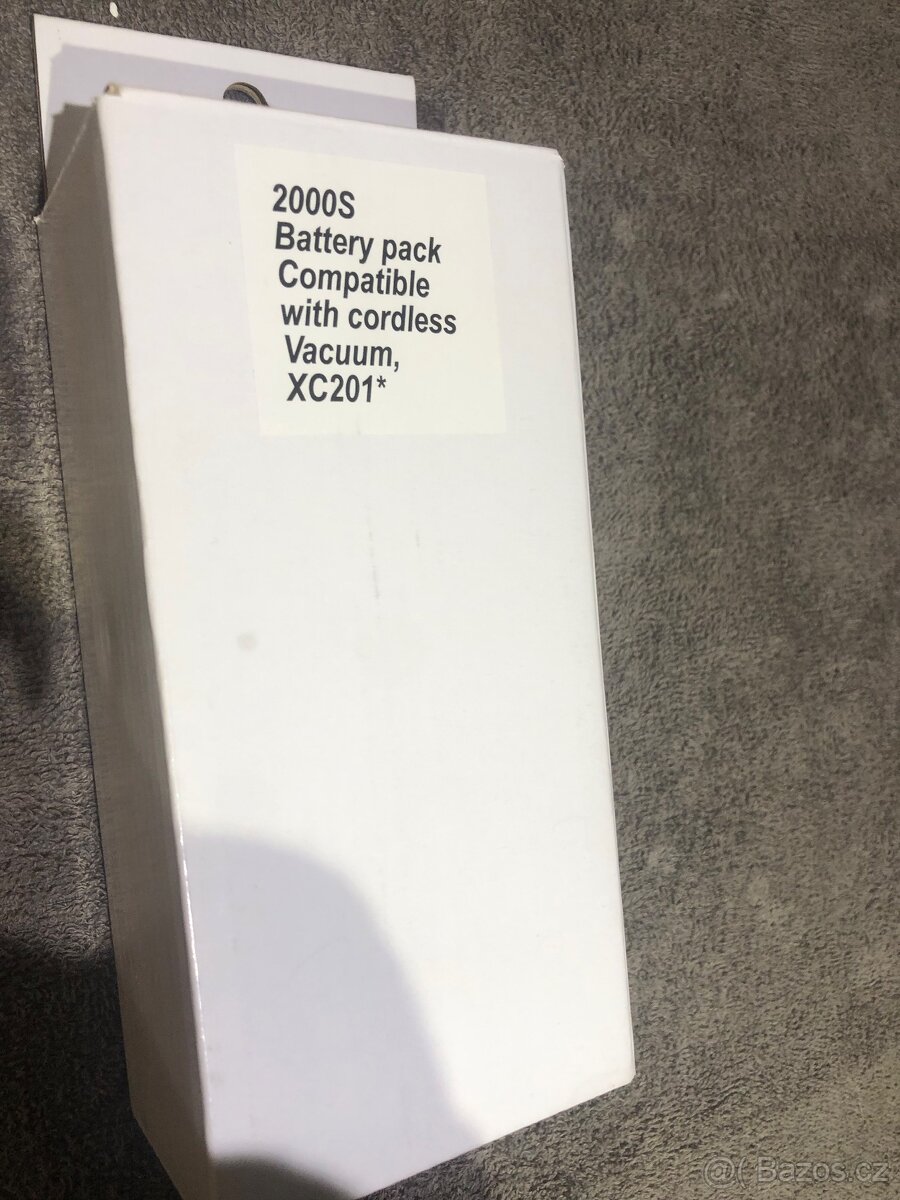 2000S
Battery pack
Compatible
with cordless
Vacuum,
XC201*
@( Bazos.cz